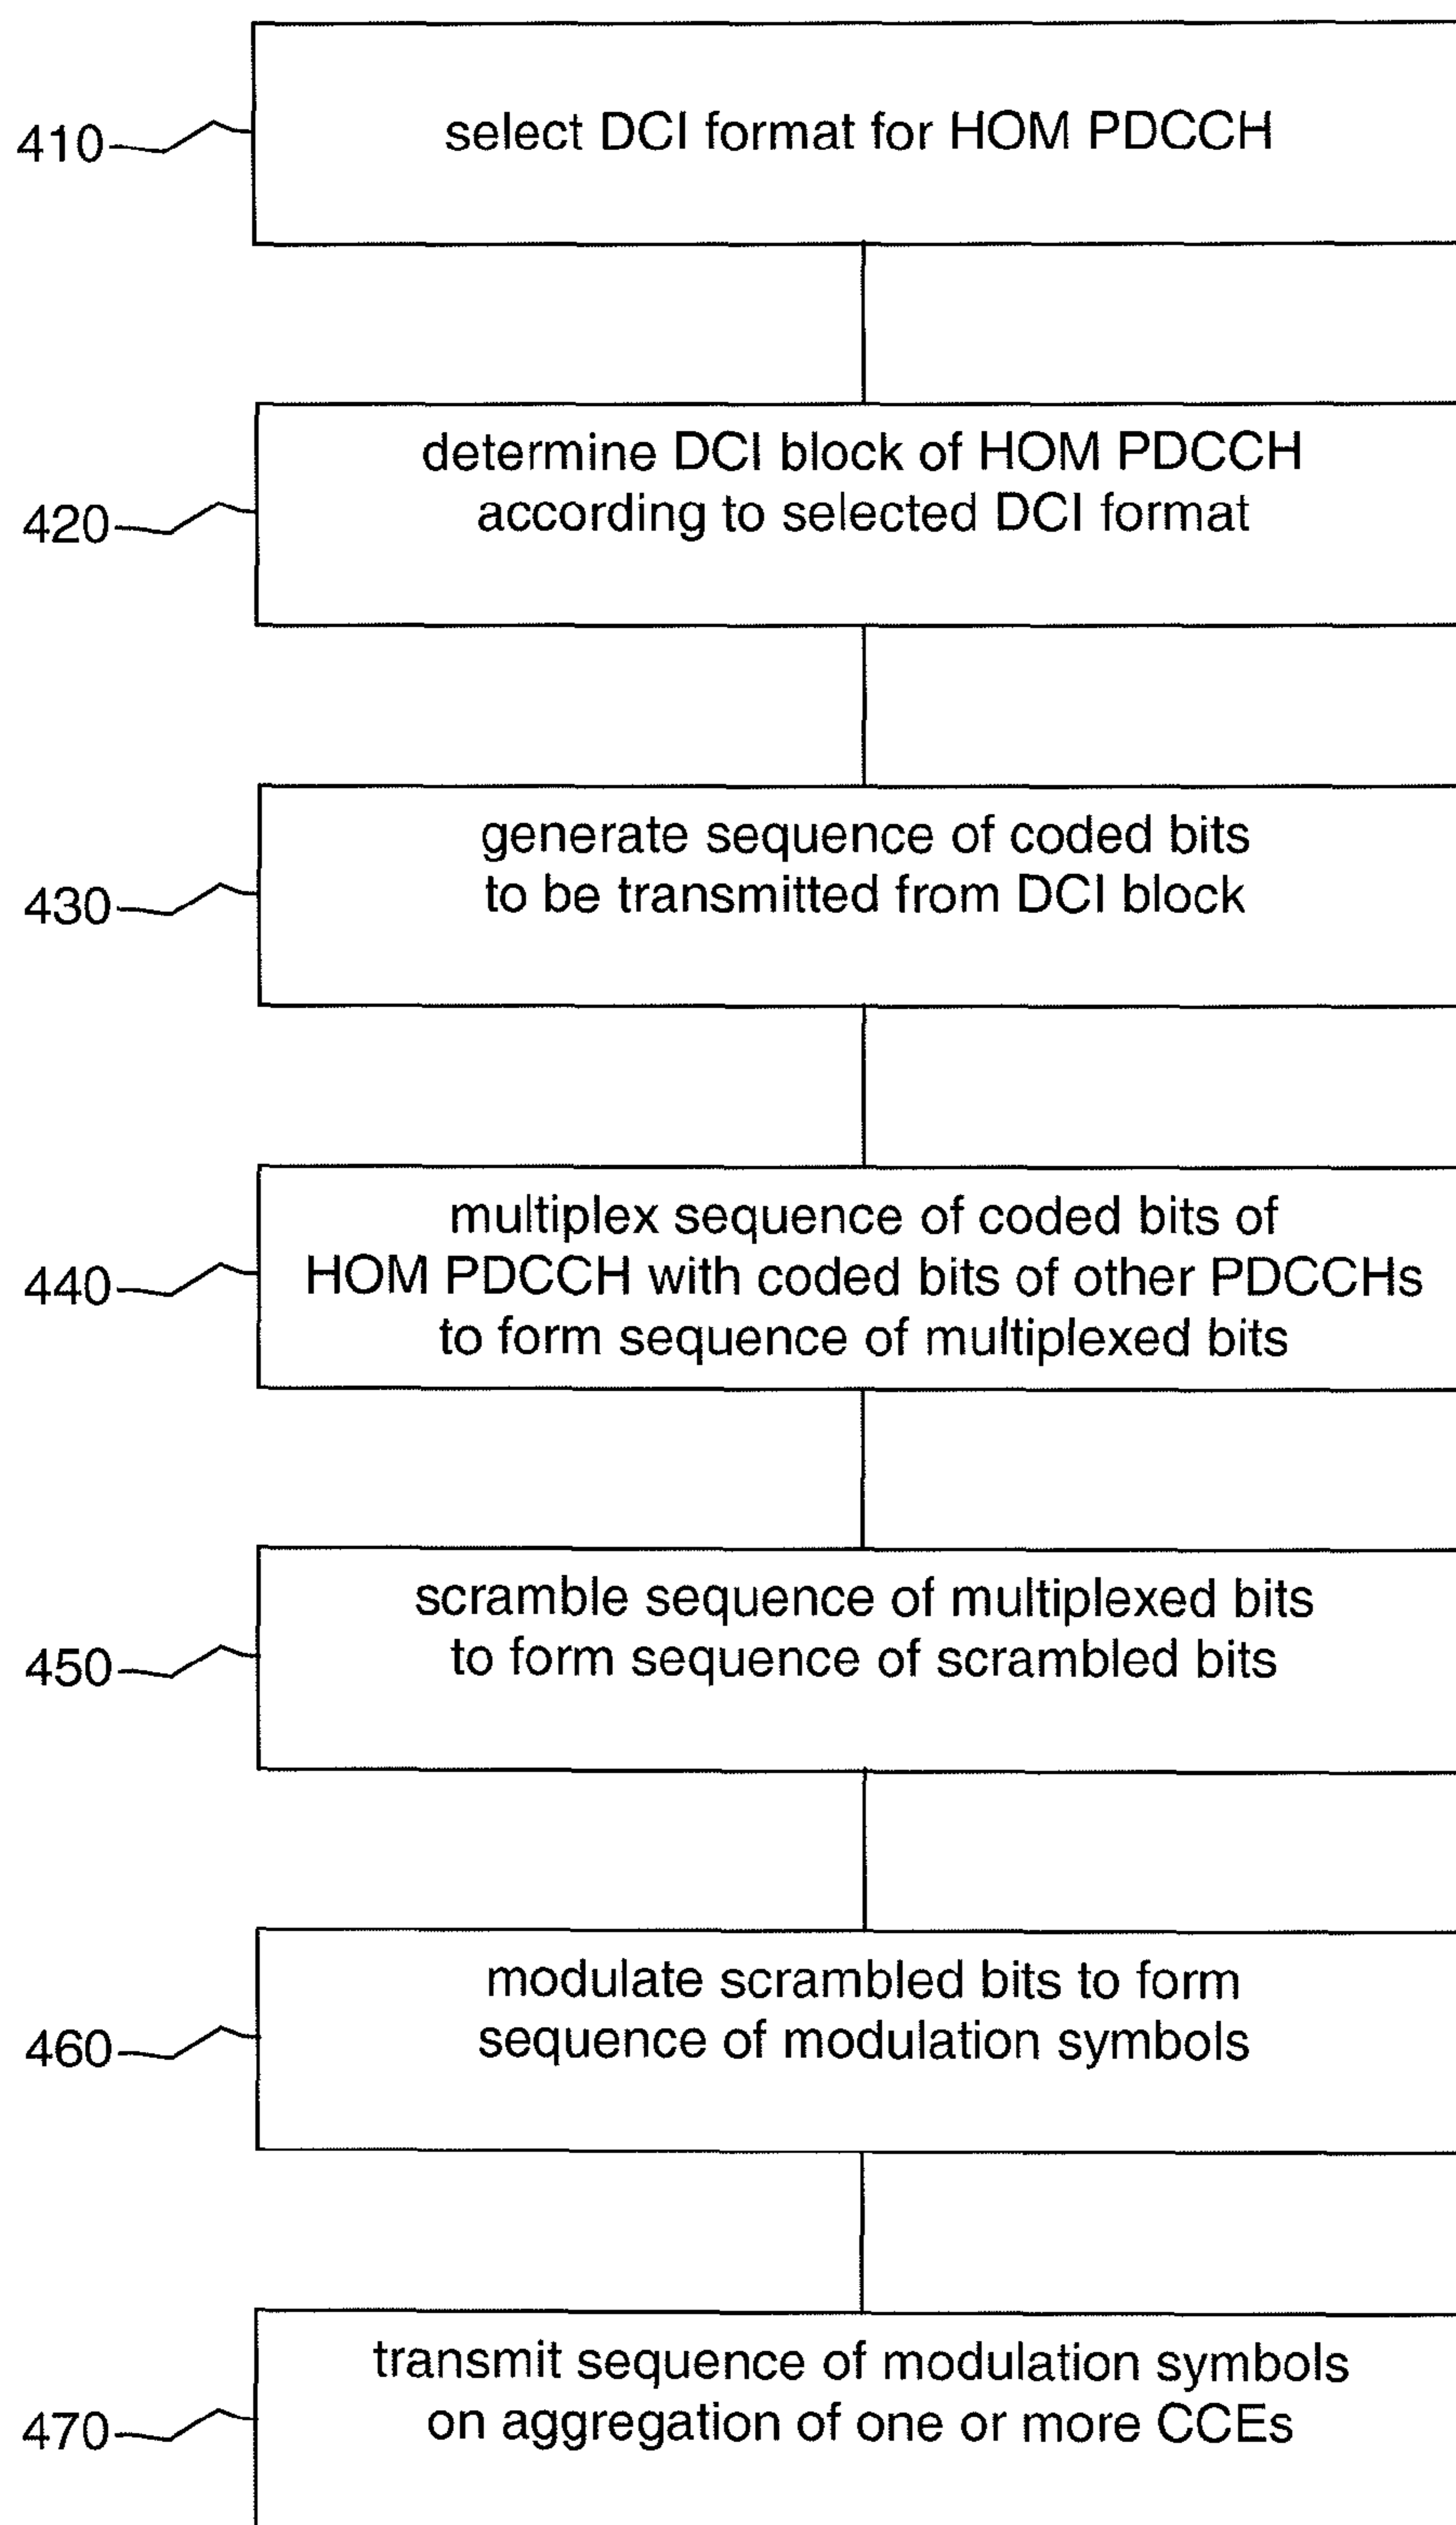 410
select DCI format for HOM PDCCH
420
determine DCI block of HOM PDCCH
according to selected DCI format
430
generate sequence of coded bits
to be transmitted from DCI block
440
multiplex sequence of coded bits of
HOM PDCCH with coded bits of other PDCCHs
to form sequence of multiplexed bits
450
scramble sequence of multiplexed bits
to form sequence of scrambled bits
460
modulate scrambled bits to form
sequence of modulation symbols
470
transmit sequence of modulation symbols
on aggregation of one or more CCEs